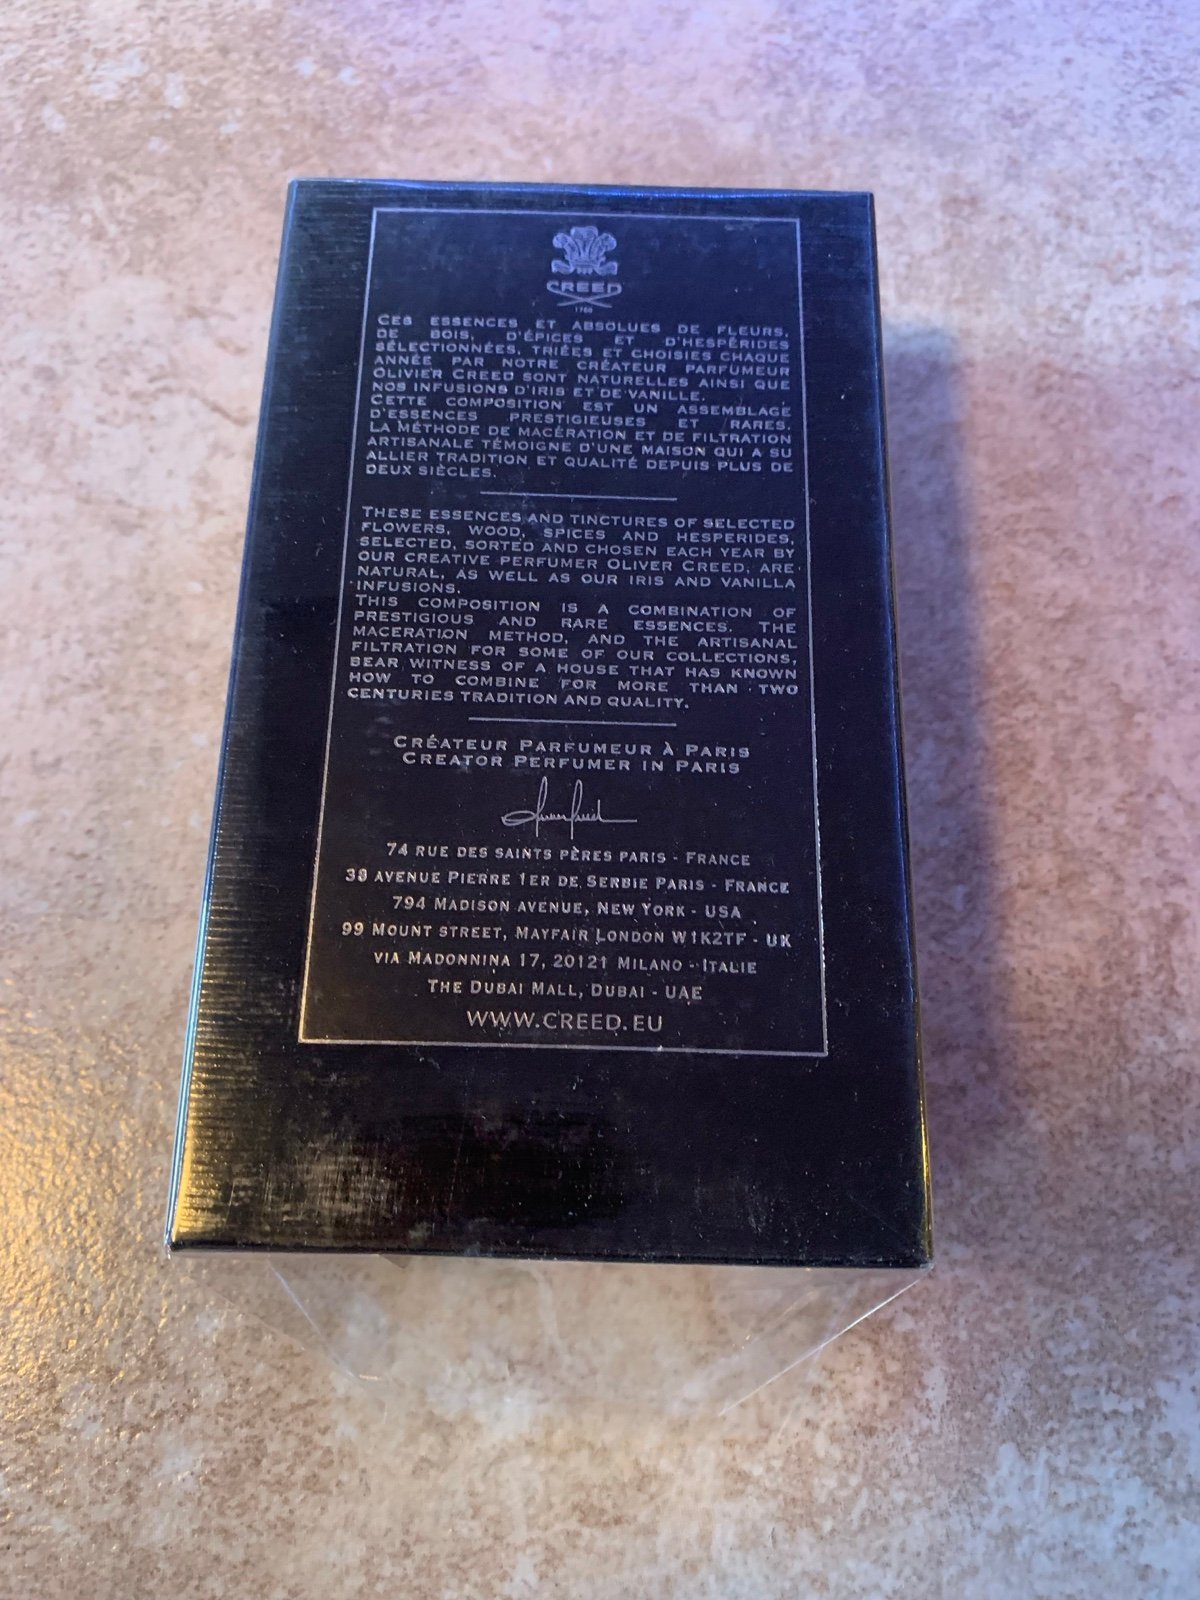 CREED
1760
CES ESSENCES ET ABSOLUES DE FLEURS,
DE BOIS, D'ÉPICES ET D'HESPÉRIDES
SÉLECTIONNÉES, TRIÉES ET CHOISIES CHAQUE
ANNÉE PAR NOTRE CRÉATEUR PARFUMEUR
OLIVIER CREED SONT NATURELLES AINSI QUE
NOS INFUSIONS D'IRIS ET DE VANILLE.
CETTE COMPOSITION EST UN ASSEMBLAGE
D'ESSENCES PRESTIGIEUSES ET RARES.
LA MÉTHODE DE MACÉRATION ET DE FILTRATION
ARTISANALE TÉMOIGNE D'UNE MAISON QUI A SU
ALLIER TRADITION ET QUALITÉ DEPUIS PLUS DE
DEUX SIÈCLES.
THESE ESSENCES AND TINCTURES OF SELECTED
FLOWERS, WOOD, SPICES AND HESPERIDES,
SELECTED, SORTED AND CHOSEN EACH YEAR BY
OUR CREATIVE PERFUMER OLIVER CREED, ARE
NATURAL, AS WELL AS OUR IRIS AND VANILLA
INFUSIONS.
THIS COMPOSITION IS A COMBINATION OF
PRESTIGIOUS AND RARE ESSENCES. THE
MACERATION METHOD, AND THE ARTISANAL
FILTRATION FOR SOME OF OUR COLLECTIONS,
BEAR WITNESS OF A HOUSE THAT HAS KNOWN
HOW TO COMBINE FOR MORE THAN TWO
CENTURIES TRADITION AND QUALITY.
CRÉATEUR PARFUMEUR À PARIS
CREATOR PERFUMER IN PARIS
74 RUE DES SAINTS PÈRES PARIS - FRANCE
38 AVENUE PIERRE 1ER DE SERBIE PARIS - FRANCE
794 MADISON AVENUE, NEW YORK - USA
99 MOUNT STREET, MAYFAIR LONDON W1K2TF - UK
VIA MADONNINA 17, 20121 MILANO - ITALIE
THE DUBAI MALL, DUBAI - UAE
WWW.CREED.EU